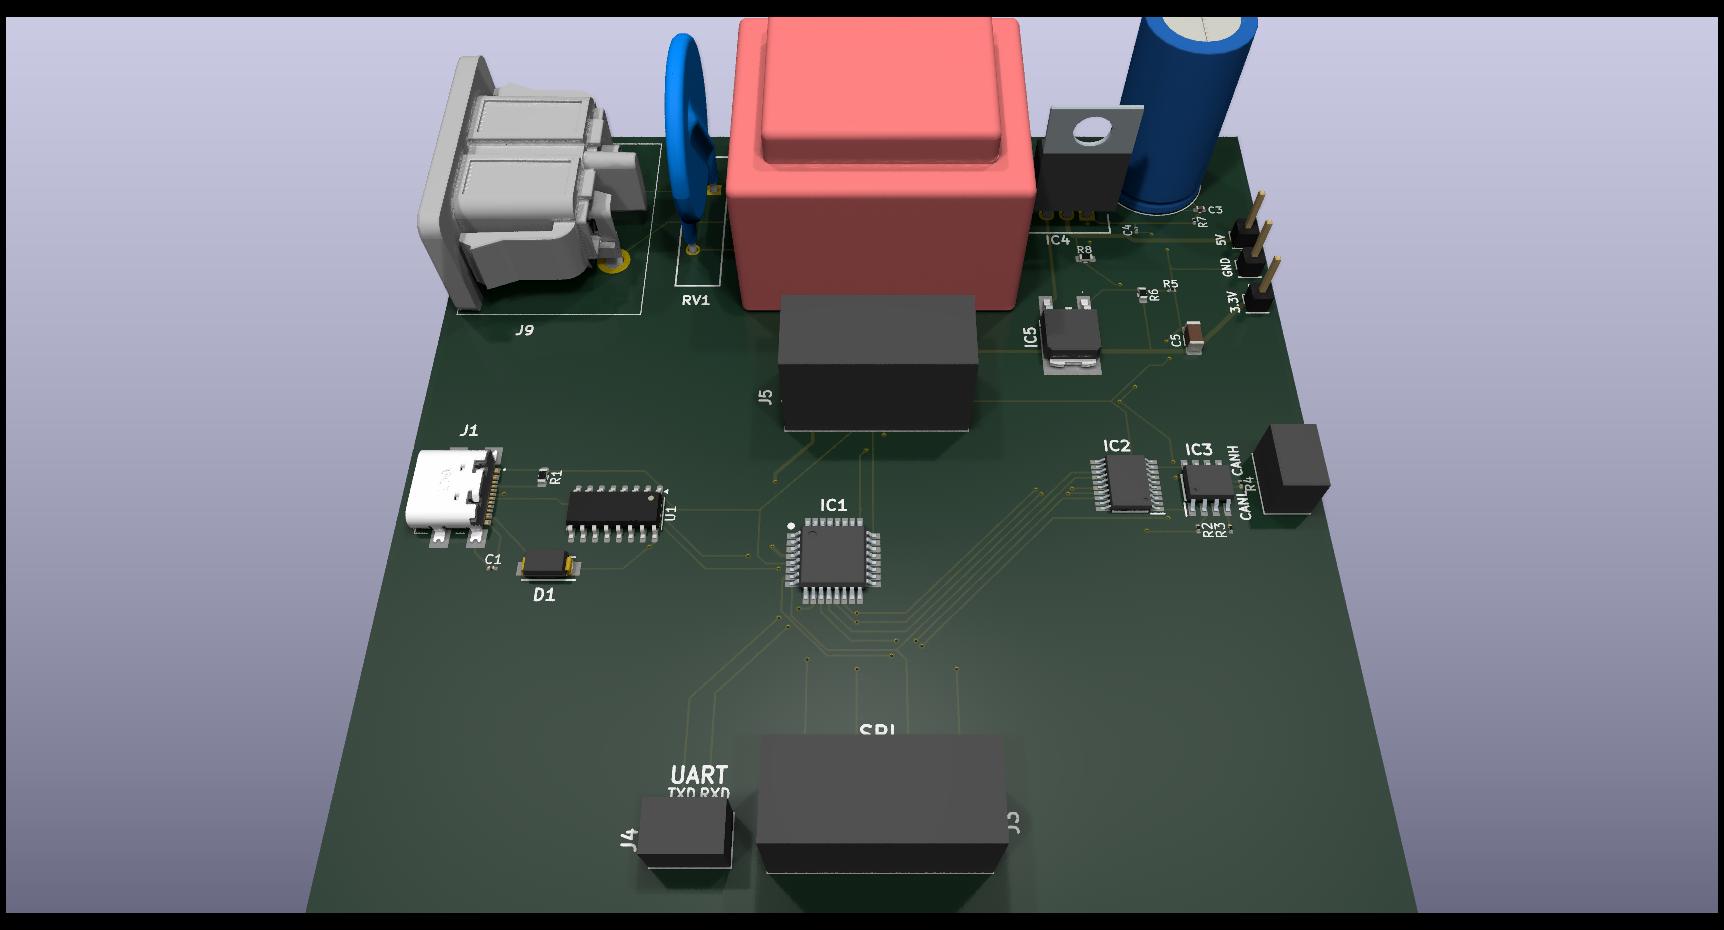 C3
R7
C4
5V
IC4
R8
GND
R5
R6
3.3V
RV1
J9
IC5
C5
J5
J1
IC2
IC3
CANH
R1
R4
U1
IC1
CANL
R2
R3
C1
D1
SPI
UART
TXD RXD
J4
J3